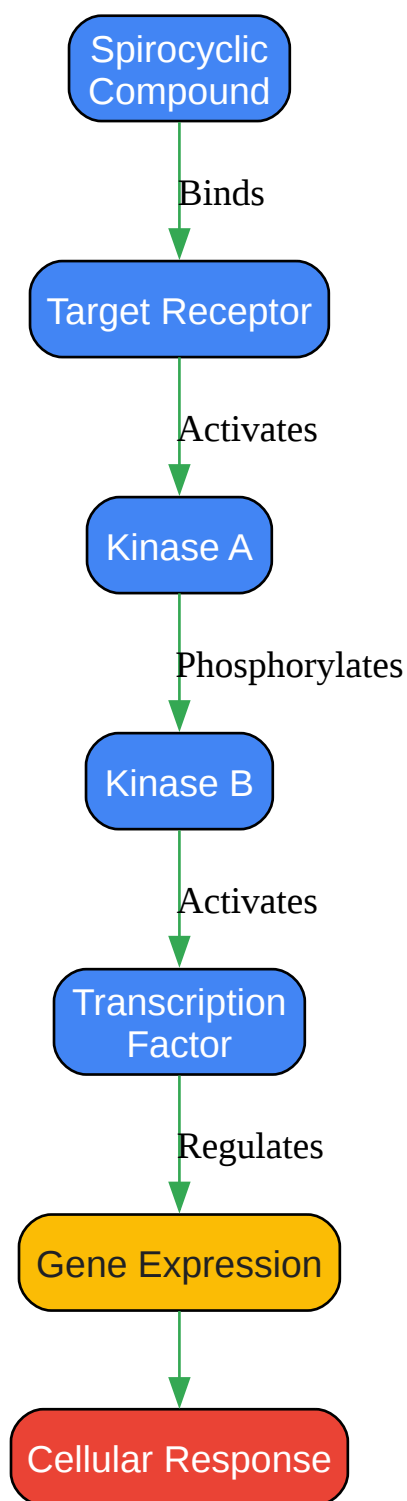 Spirocyclic
Compound
Binds
Target Receptor
Activates
Kinase A
Phosphorylates
Kinase B
Activates
Transcription
Factor
Regulates
Gene Expression
Cellular Response